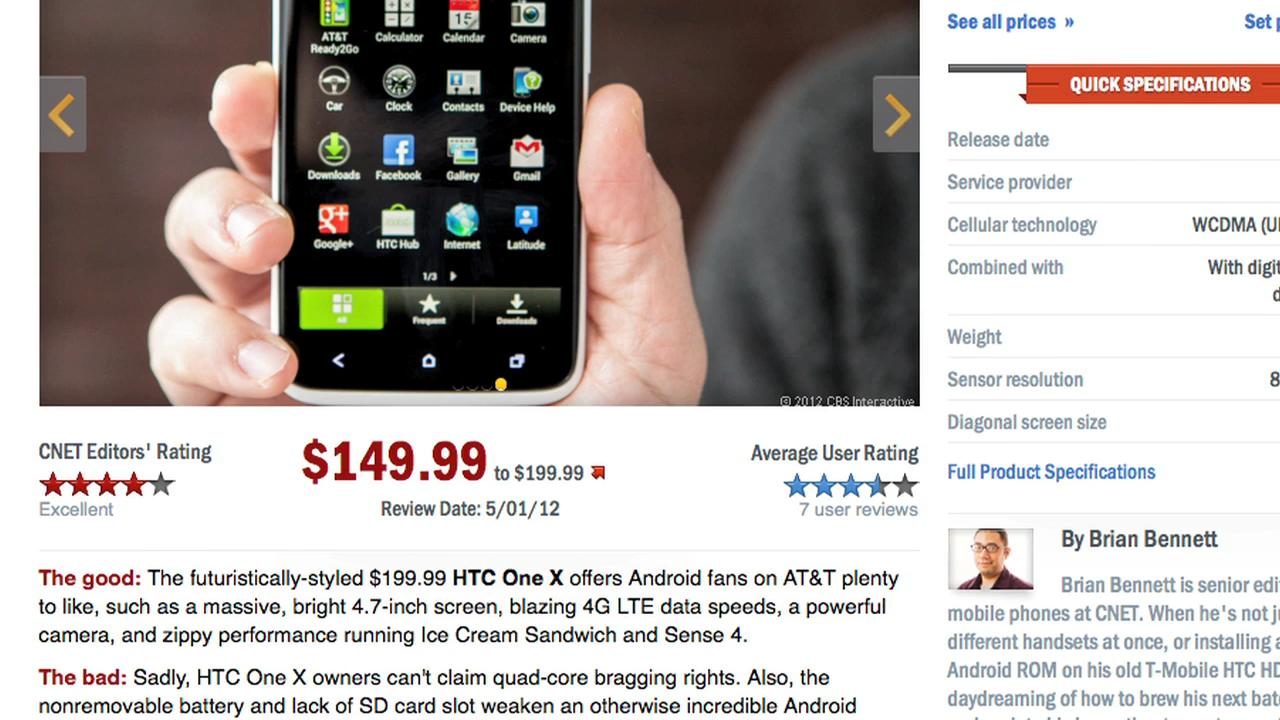 AT&T Ready2Go
Calculator
Calendar
Camera
15
Car
Clock
Contacts
Device Help
Downloads
Facebook
Gallery
Gmail
Google+
HTC Hub
Internet
Latitude
1/3
All
Frequent
Downloads
© 2012 CBS Interactive
CNET Editors' Rating
Excellent
$149.99 to $199.99
Review Date: 5/01/12
Average User Rating
7 user reviews
The good: The futuristically-styled $199.99 HTC One X offers Android fans on AT&T plenty
to like, such as a massive, bright 4.7-inch screen, blazing 4G LTE data speeds, a powerful
camera, and zippy performance running Ice Cream Sandwich and Sense 4.
The bad: Sadly, HTC One X owners can't claim quad-core bragging rights. Also, the
nonremovable battery and lack of SD card slot weaken an otherwise incredible Android
See all prices »
Set
QUICK SPECIFICATIONS
Release date
Service provider
Cellular technology WCDMA
Combined with With
Weight
Sensor resolution 8
Diagonal screen size
Full Product Specifications
By Brian Bennett
Brian Bennett is senior
mobile phones at CNET. When he's not
different handsets at once, or installing
Android ROM on his old T-Mobile HTC
daydreaming of how to brew his next